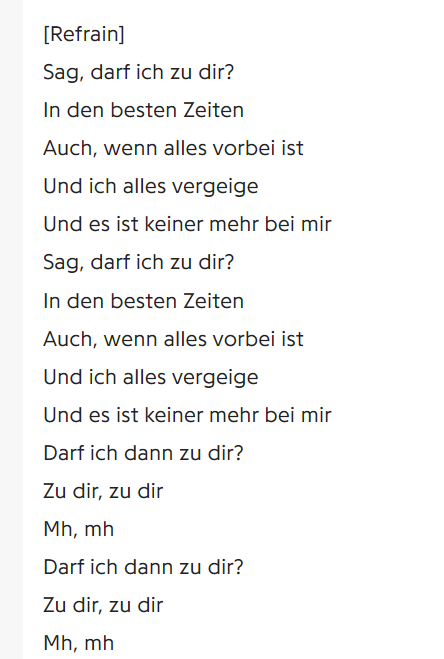 [Refrain]
Sag, darf ich zu dir?
In den besten Zeiten
Auch, wenn alles vorbei ist
Und ich alles vergeige
Und es ist keiner mehr bei mir
Sag, darf ich zu dir?
In den besten Zeiten
Auch, wenn alles vorbei ist
Und ich alles vergeige
Und es ist keiner mehr bei mir
Darf ich dann zu dir?
Zu dir, zu dir
Mh, mh
Darf ich dann zu dir?
Zu dir, zu dir
Mh, mh